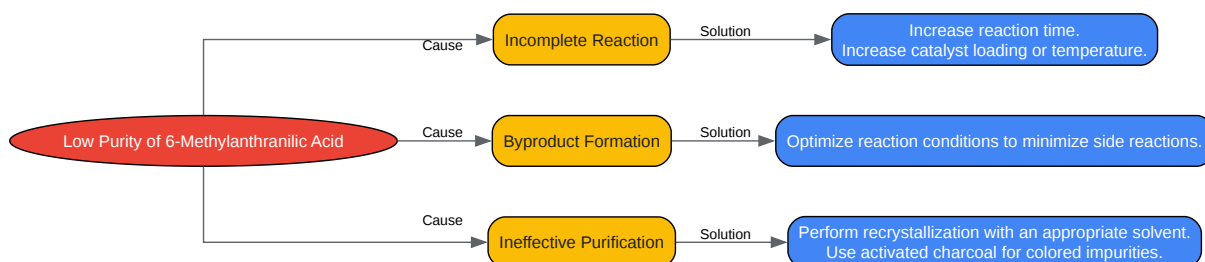 Cause
Incomplete Reaction
Solution
Increase reaction time.
Increase catalyst loading or temperature.
Low Purity of 6-Methylanthranilic Acid
Cause
Byproduct Formation
Solution
Optimize reaction conditions to minimize side reactions.
Cause
Ineffective Purification
Solution
Perform recrystallization with an appropriate solvent.
Use activated charcoal for colored impurities.